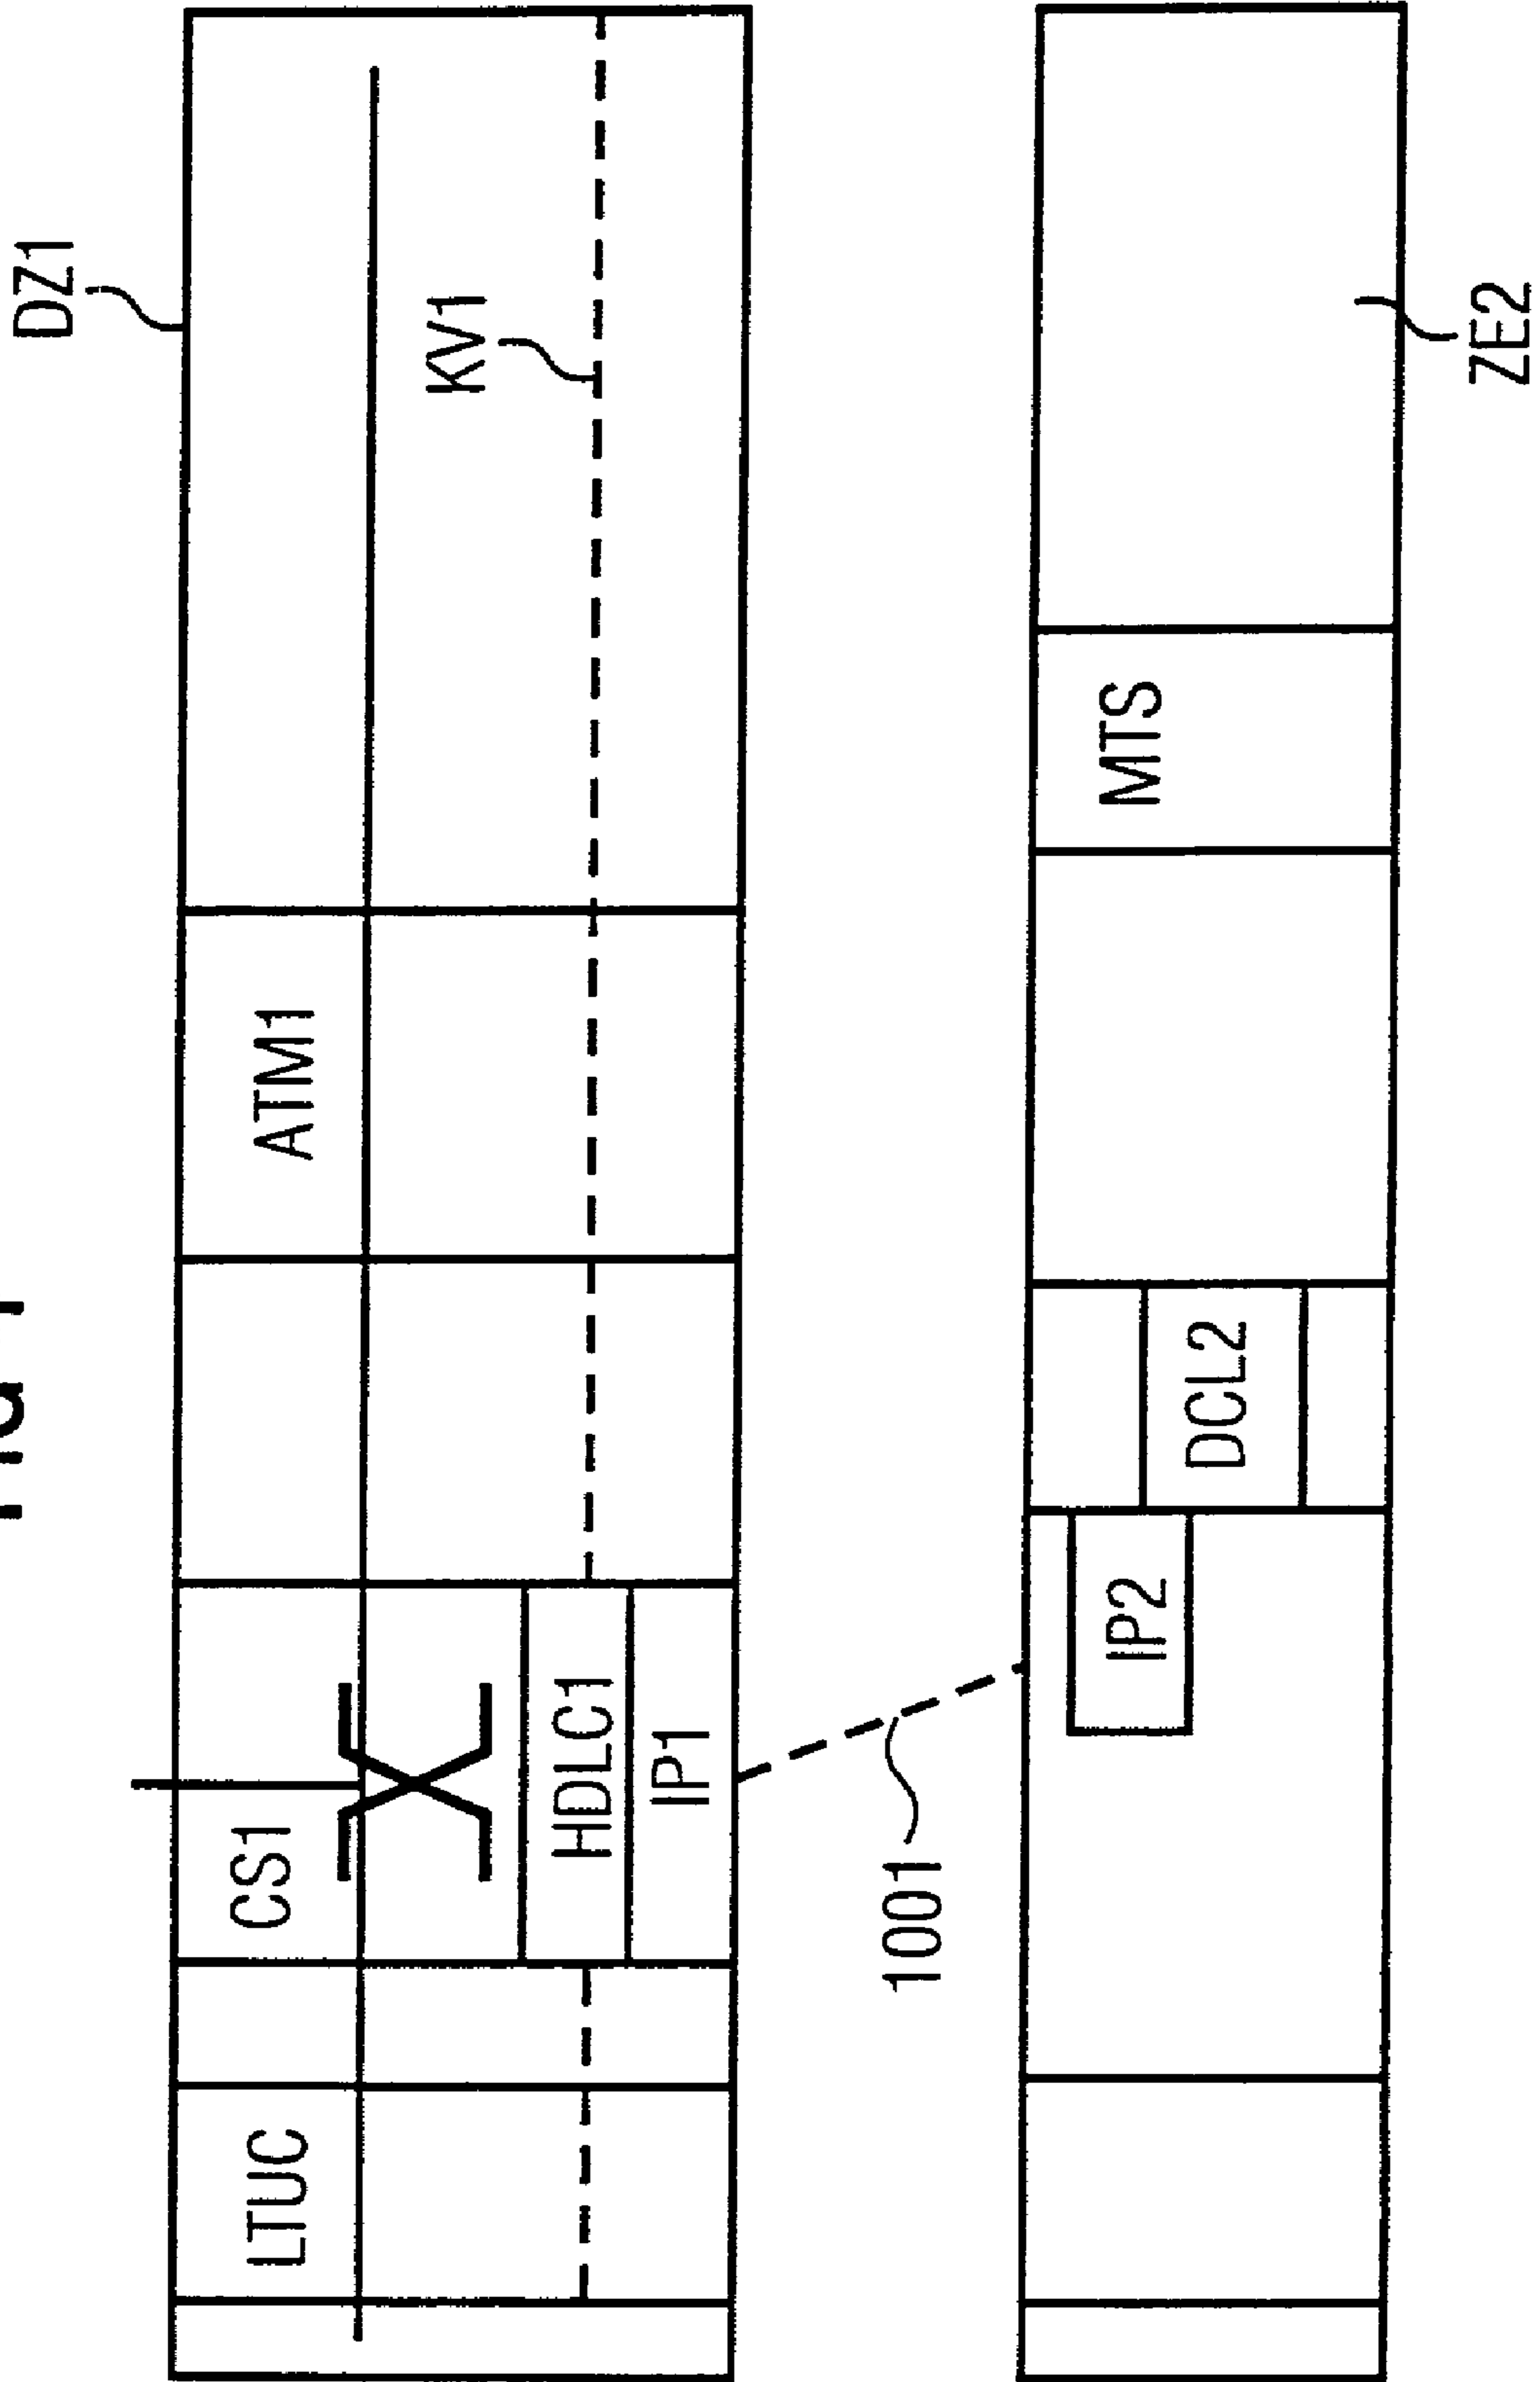 DZ1
KV1
ATM1
CS1
HDLC1
IP1
LTUC
1001
MTS
DCL2
IP2
ZE2